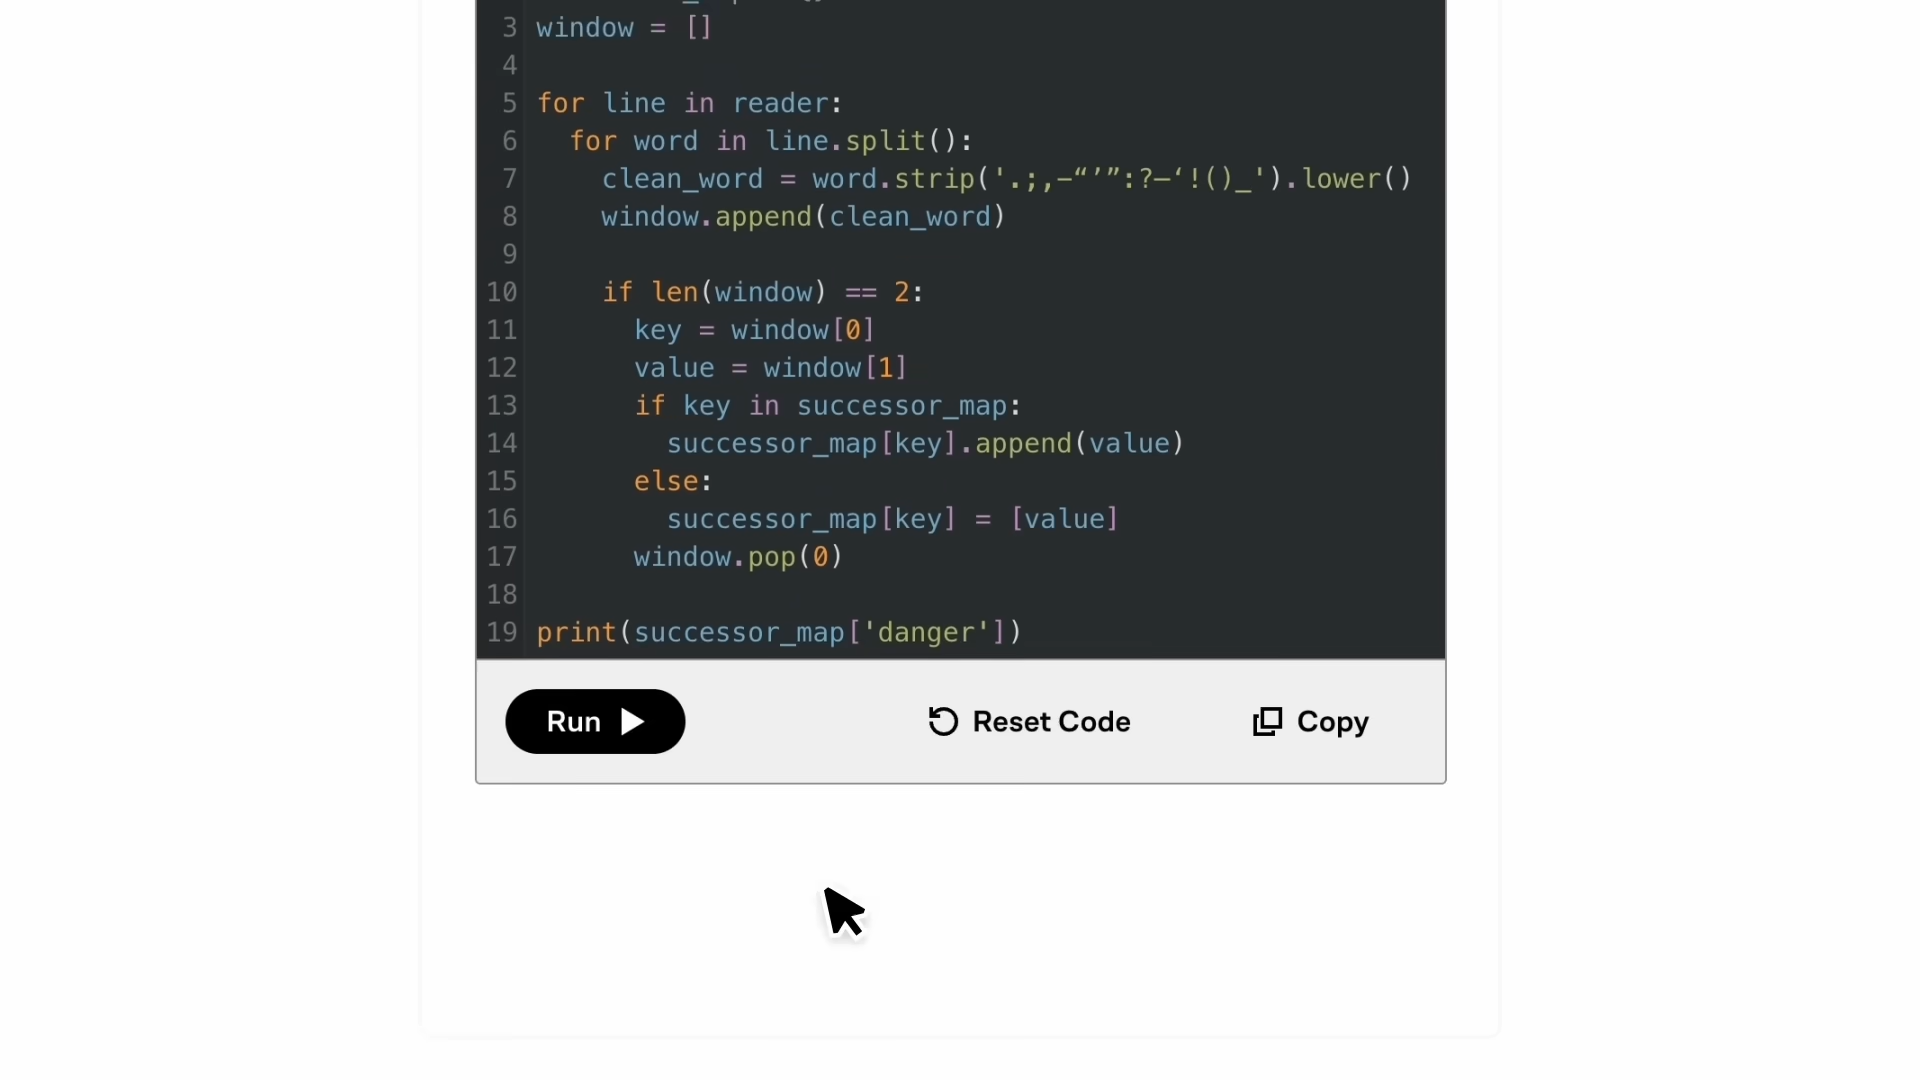 3 window = []
4
5 for line in reader:
6 for word in line.split():
7 clean_word = word.strip('.;,—“’”:?—‘!()_').lower()
8 window.append(clean_word)
9
10 if len(window) == 2:
11 key = window[0]
12 value = window[1]
13 if key in successor_map:
14 successor_map[key].append(value)
15 else:
16 successor_map[key] = [value]
17 window.pop(0)
18
19 print(successor_map['danger'])
Run Reset Code Copy